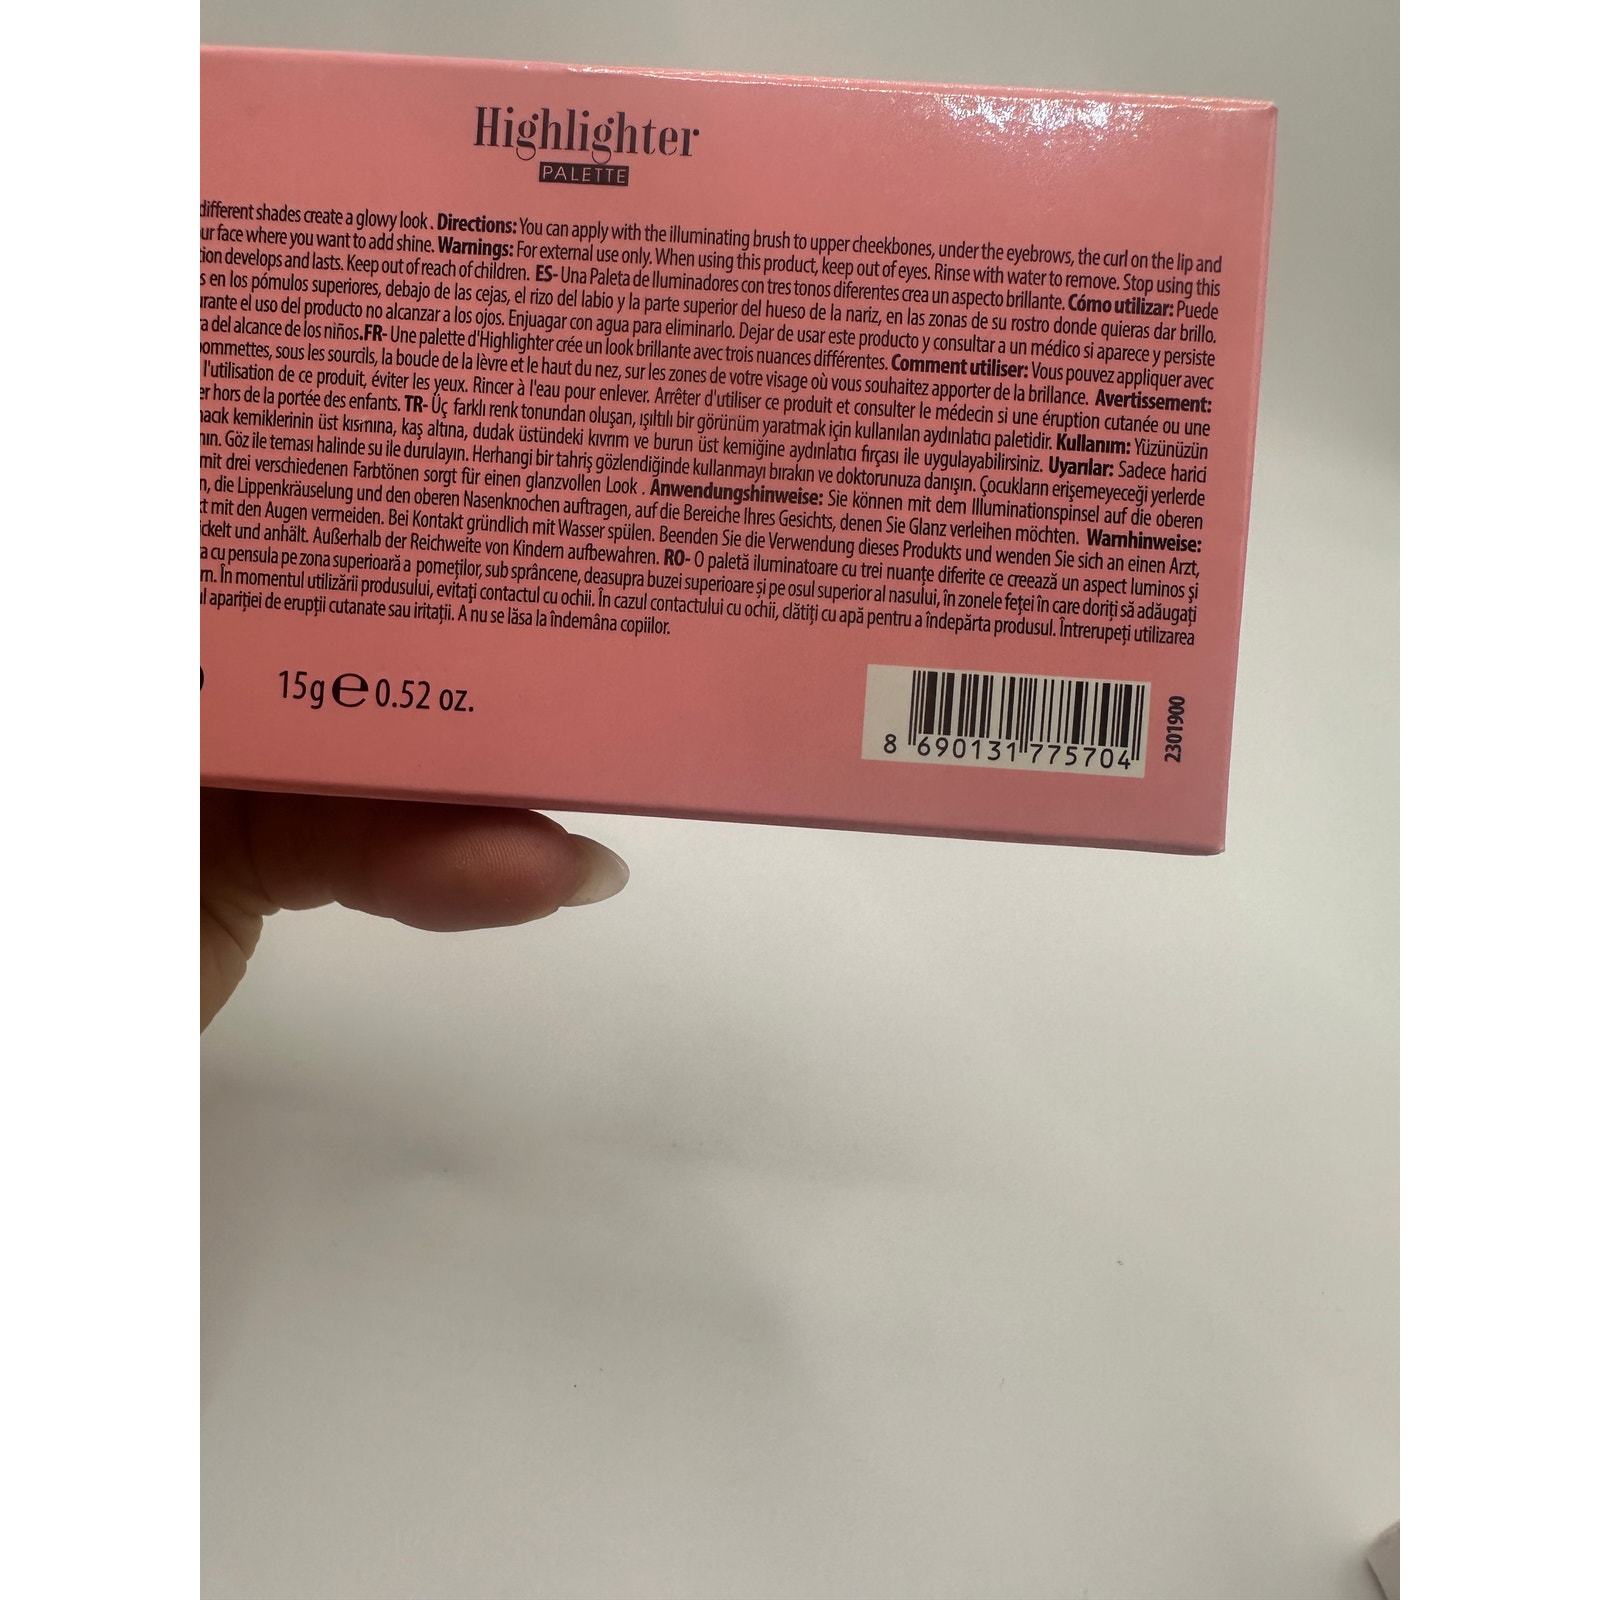 Highlighter
PALETTE
different shades create a glowy look . Directions: You can apply with the illuminating brush to upper cheekbones, under the eyebrows, the curl on the lip and
ur face where you want to add shine. Warnings: For external use only. When using this product, keep out of eyes. Rinse with water to remove. Stop using this
tion develops and lasts. Keep out of reach of children. ES- Una Paleta de Iluminadores con tres tonos diferentes crea un aspecto brillante. Cómo utilizar: Puede
s en los pómulos superiores, debajo de las cejas, el rizo del labio y la parte superior del hueso de la nariz, en las zonas de su rostro donde quieras dar brillo.
urante el uso del producto no alcanzar a los ojos. Enjuagar con agua para eliminarlo. Dejar de usar este producto y consultar a un médico si aparece y persiste
ra del alcance de los niños.FR- Une palette d'Highlighter crée un look brillante avec trois nuances différentes. Comment utiliser: Vous pouvez appliquer avec
pommettes, sous les sourcils, la boucle de la lèvre et le haut du nez, sur les zones de votre visage où vous souhaitez apporter de la brillance. Avertissement:
l'utilisation de ce produit, éviter les yeux. Rincer à l'eau pour enlever. Arrêter d'utiliser ce produit et consulter le médecin si une éruption cutanée ou une
er hors de la portée des enfants. TR- Üç farklı renk tonundan oluşan, ışıltılı bir görünüm yaratmak için kullanılan aydınlatıcı paletidir. Kullanım: Yüzünüzün
nacık kemiklerinin üst kısmına, kaş altına, dudak üstündeki kıvrım ve burun üst kemiğine aydınlatıcı fırçası ile uygulayabilirsiniz. Uyarılar: Sadece harici
nın. Göz ile teması halinde su ile durulayın. Herhangi bir tahriş gözlendiğinde kullanmayı bırakın ve doktorunuza danışın. Çocukların erişemeyeceği yerlerde
mit drei verschiedenen Farbtönen sorgt für einen glanzvollen Look . Anwendungshinweise: Sie können mit dem Illuminationspinsel auf die oberen
n, die Lippenkräuselung und den oberen Nasenknochen auftragen, auf die Bereiche Ihres Gesichts, denen Sie Glanz verleihen möchten. Warnhinweise:
kt mit den Augen vermeiden. Bei Kontakt gründlich mit Wasser spülen. Beenden Sie die Verwendung dieses Produkts und wenden Sie sich an einen Arzt,
ickelt und anhält. Außerhalb der Reichweite von Kindern aufbewahren. RO- O paletă iluminatoare cu trei nuanțe diferite ce creează un aspect luminos și
a cu pensula pe zona superioară a pomeților, sub sprâncene, deasupra buzei superioare și pe osul superior al nasului, în zonele feței în care doriți să adăugați
rn. În momentul utilizării produsului, evitați contactul cu ochii. În cazul contactului cu ochii, clătiți cu apă pentru a îndepărta produsul. Întrerupeți utilizarea
ul apariției de erupții cutanate sau iritații. A nu se lăsa la îndemâna copiilor.
15g e 0.52 oz.
8 690131 775704
2301900